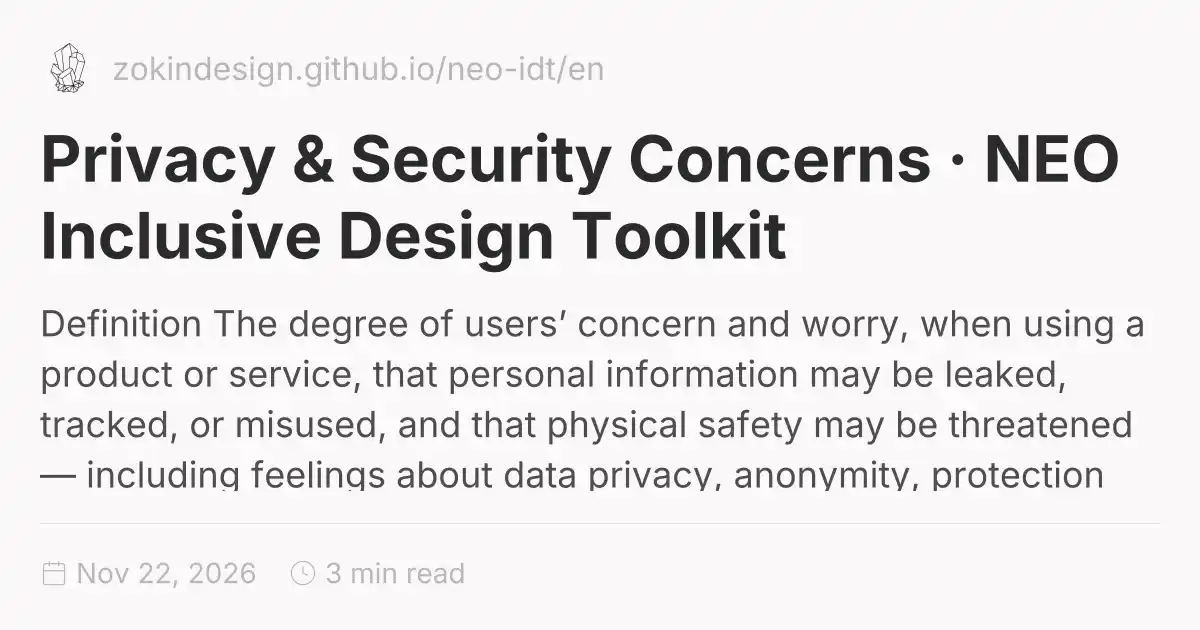 zokindesign.github.io/neo-idt/en
Privacy & Security Concerns · NEO
Inclusive Design Toolkit
Definition The degree of users’ concern and worry, when using a
product or service, that personal information may be leaked,
tracked, or misused, and that physical safety may be threatened
— including feelings about data privacy, anonymity, protection
Nov 22, 2026
3 min read